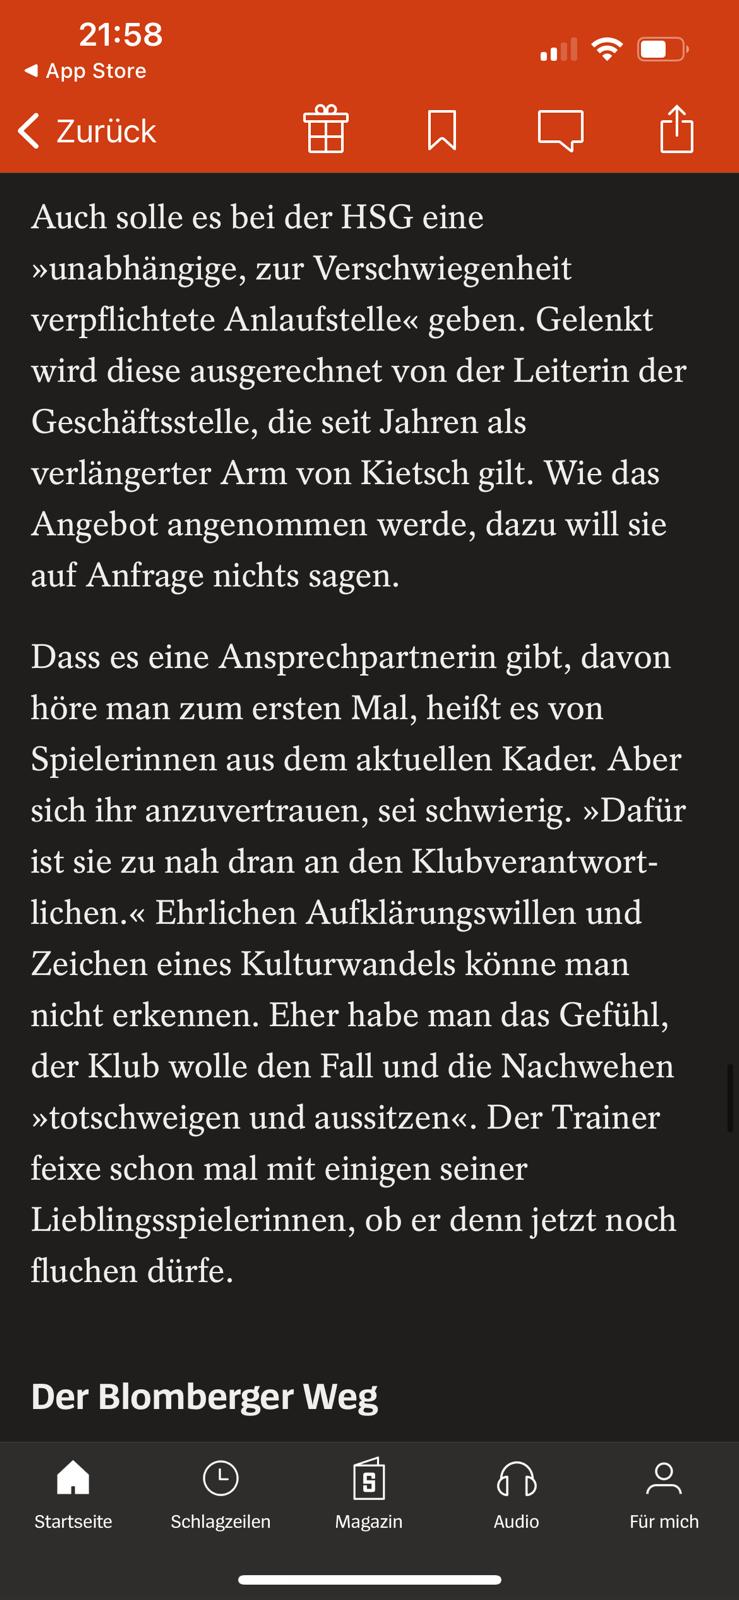 21:58
◀ App Store
Zurück
Auch solle es bei der HSG eine
»unabhängige, zur Verschwiegenheit
verpflichtete Anlaufstelle« geben. Gelenkt
wird diese ausgerechnet von der Leiterin der
Geschäftsstelle, die seit Jahren als
verlängerter Arm von Kietsch gilt. Wie das
Angebot angenommen werde, dazu will sie
auf Anfrage nichts sagen.
Dass es eine Ansprechpartnerin gibt, davon
höre man zum ersten Mal, heißt es von
Spielerinnen aus dem aktuellen Kader. Aber
sich ihr anzuvertrauen, sei schwierig. »Dafür
ist sie zu nah dran an den Klubverantwort-
lichen.« Ehrlichen Aufklärungswillen und
Zeichen eines Kulturwandels könne man
nicht erkennen. Eher habe man das Gefühl,
der Klub wolle den Fall und die Nachwehen
»totschweigen und aussitzen«. Der Trainer
feixe schon mal mit einigen seiner
Lieblingsspielerinnen, ob er denn jetzt noch
fluchen dürfe.
Der Blomberger Weg
S
Startseite
Schlagzeilen
Magazin
Audio
Für mich